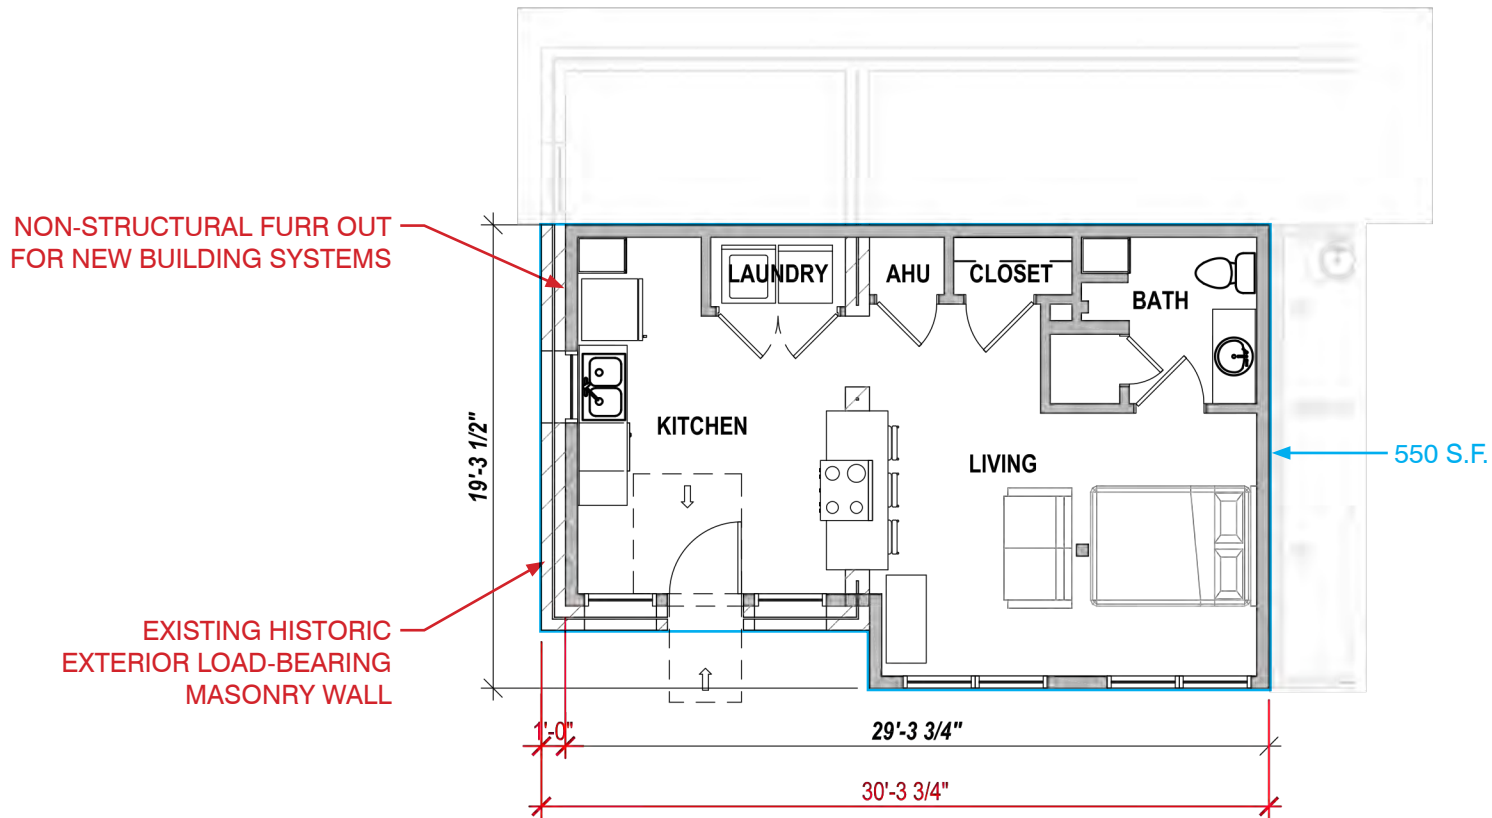 NON-STRUCTURAL FURR OUT
FOR NEW BUILDING SYSTEMS
LAUNDRY
AHU
CLOSET
BATH
KITCHEN
LIVING
19'-3 1/2"
550 S.F.
EXISTING HISTORIC
EXTERIOR LOAD-BEARING
MASONRY WALL
1'-0"
29'-3 3/4"
30'-3 3/4"